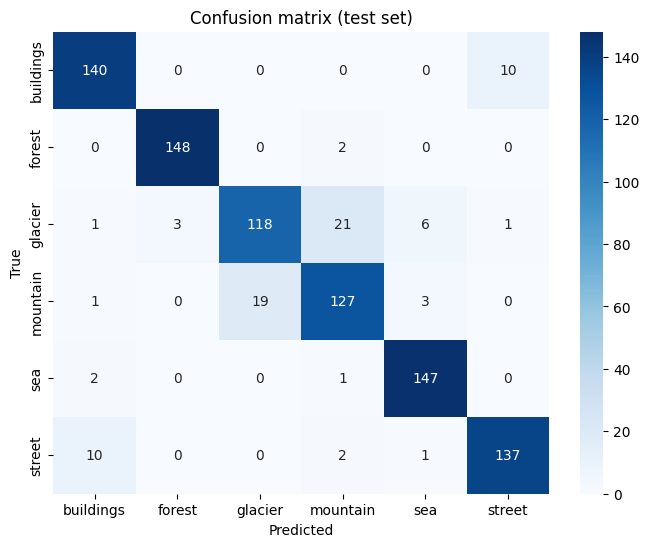 Confusion matrix (test set)
True
buildings 140 0 0 0 0 10
forest 0 148 0 2 0 0
glacier 1 3 118 21 6 1
mountain 1 0 19 127 3 0
sea 2 0 0 1 147 0
street 10 0 0 2 1 137
buildings forest glacier mountain sea street
Predicted
140
120
100
80
60
40
20
0